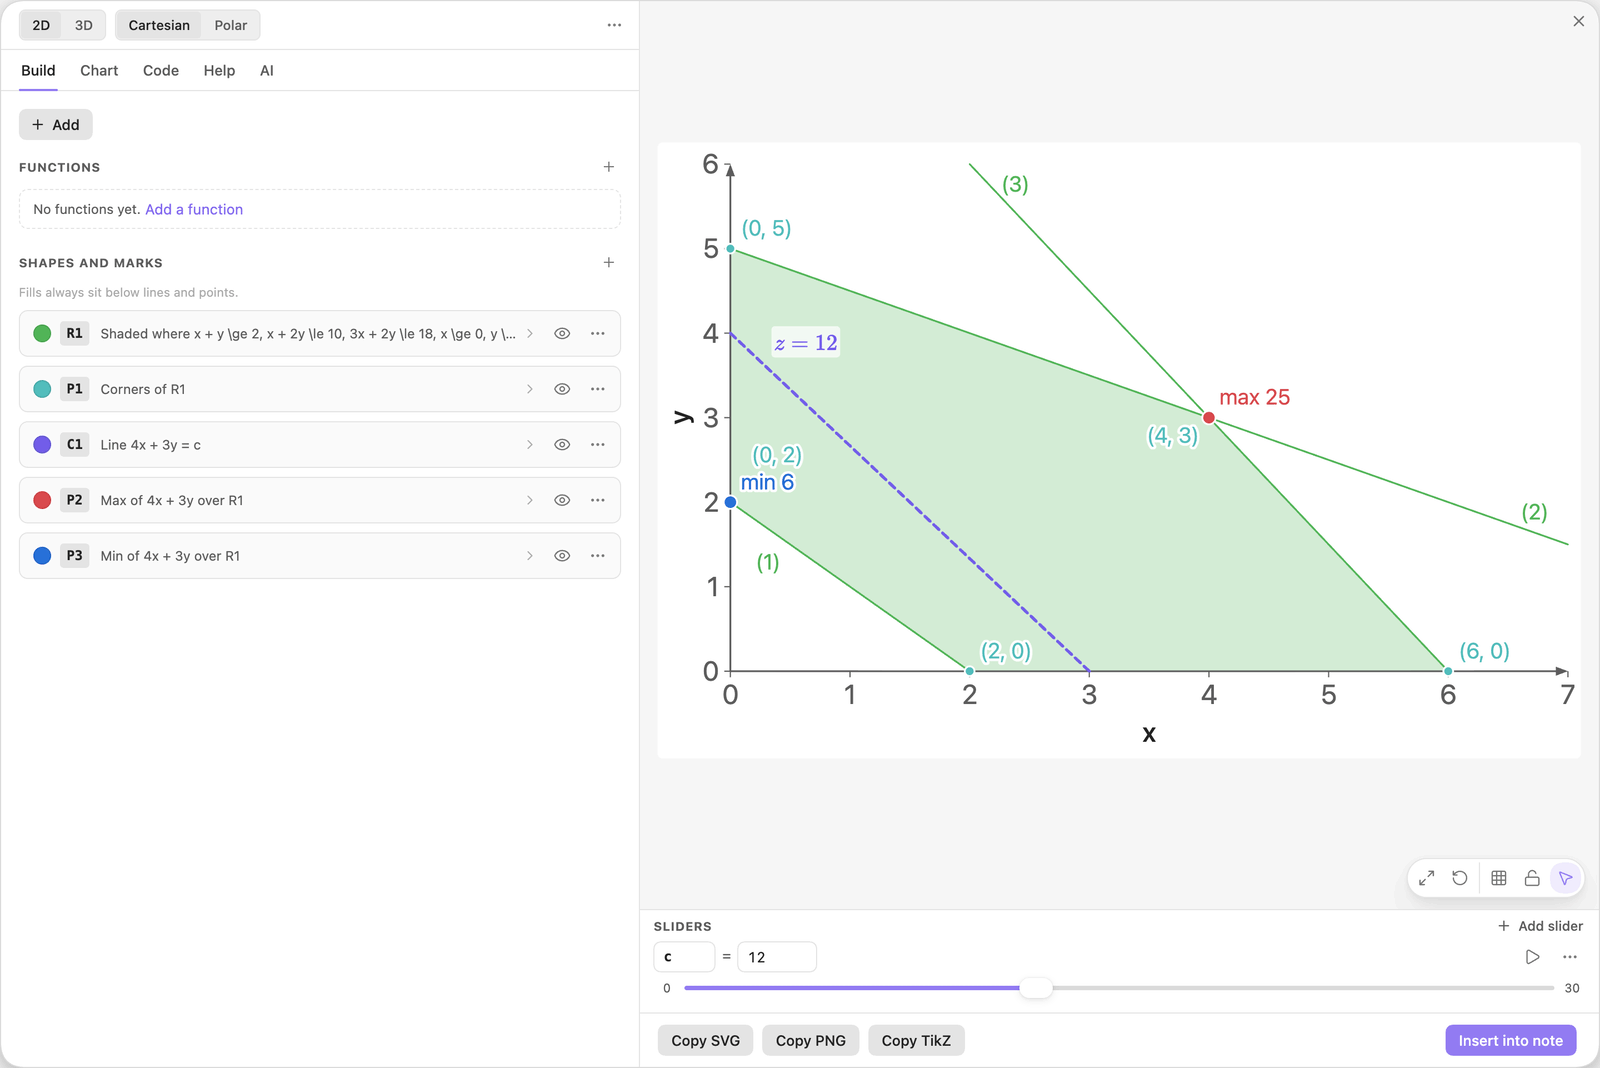 2D 3D Cartesian Polar
Build Chart Code Help AI
+ Add
FUNCTIONS
No functions yet. Add a function
SHAPES AND MARKS
Fills always sit below lines and points.
R1 Shaded where x + y \ge 2, x + 2y \le 10, 3x + 2y \le 18, x \ge 0, y \...
P1 Corners of R1
C1 Line 4x + 3y = c
P2 Max of 4x + 3y over R1
P3 Min of 4x + 3y over R1
6
(3)
(0, 5)
5
4
z = 12
max 25
y
3
(4, 3)
(0, 2)
min 6
2
(2)
(1)
1
(2, 0)
(6, 0)
0
0 1 2 3 4 5 6 7
x
SLIDERS
+ Add slider
c = 12
0 30
Copy SVG Copy PNG Copy TikZ Insert into note